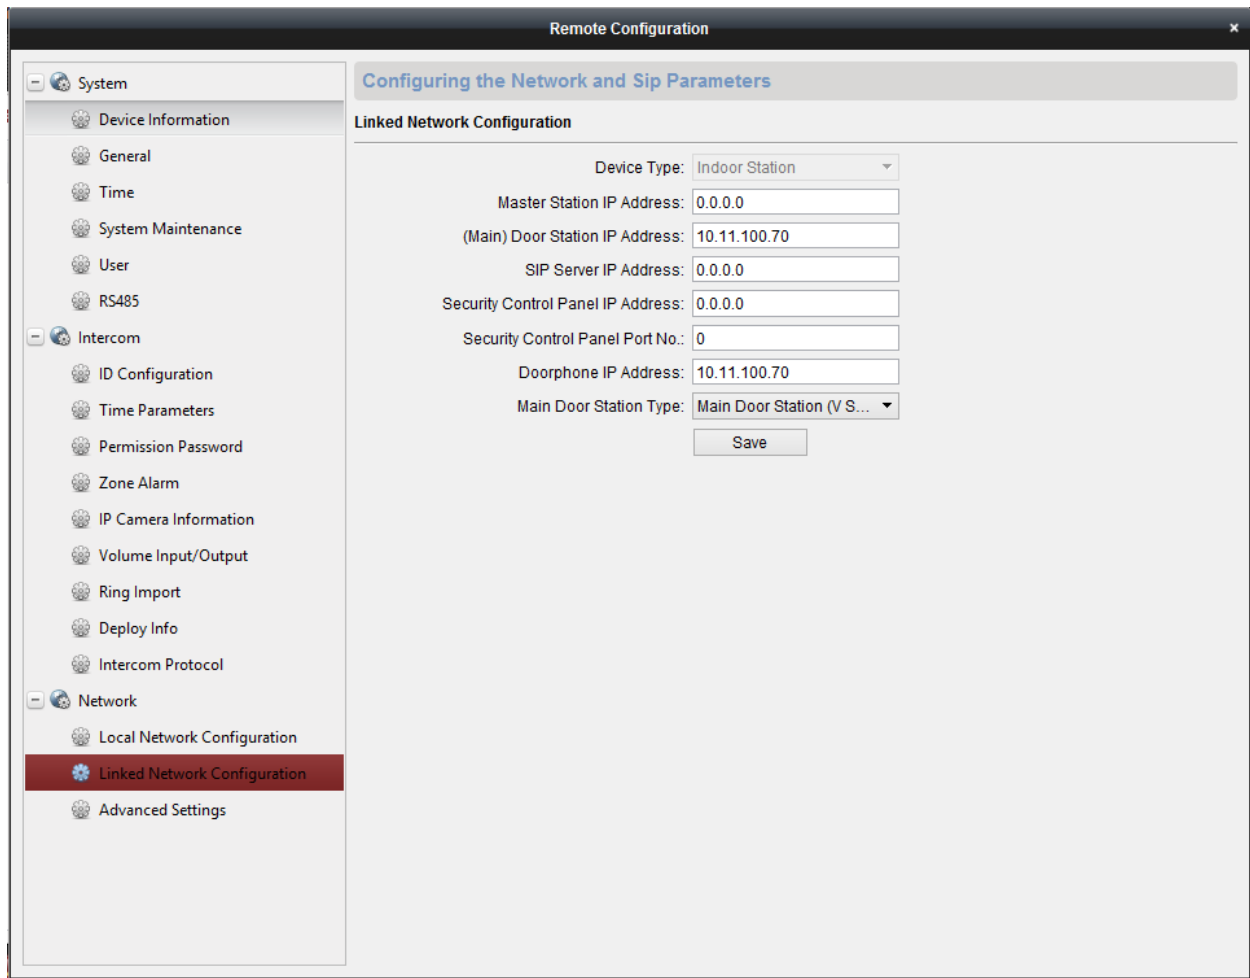 Remote Configuration
×
System
Device Information
General
Time
System Maintenance
User
RS485
Intercom
ID Configuration
Time Parameters
Permission Password
Zone Alarm
IP Camera Information
Volume Input/Output
Ring Import
Deploy Info
Intercom Protocol
Network
Local Network Configuration
Linked Network Configuration
Advanced Settings
Configuring the Network and Sip Parameters
Linked Network Configuration
Device Type: Indoor Station
Master Station IP Address: 0.0.0.0
(Main) Door Station IP Address: 10.11.100.70
SIP Server IP Address: 0.0.0.0
Security Control Panel IP Address: 0.0.0.0
Security Control Panel Port No.: 0
Doorphone IP Address: 10.11.100.70
Main Door Station Type: Main Door Station (V S...
Save